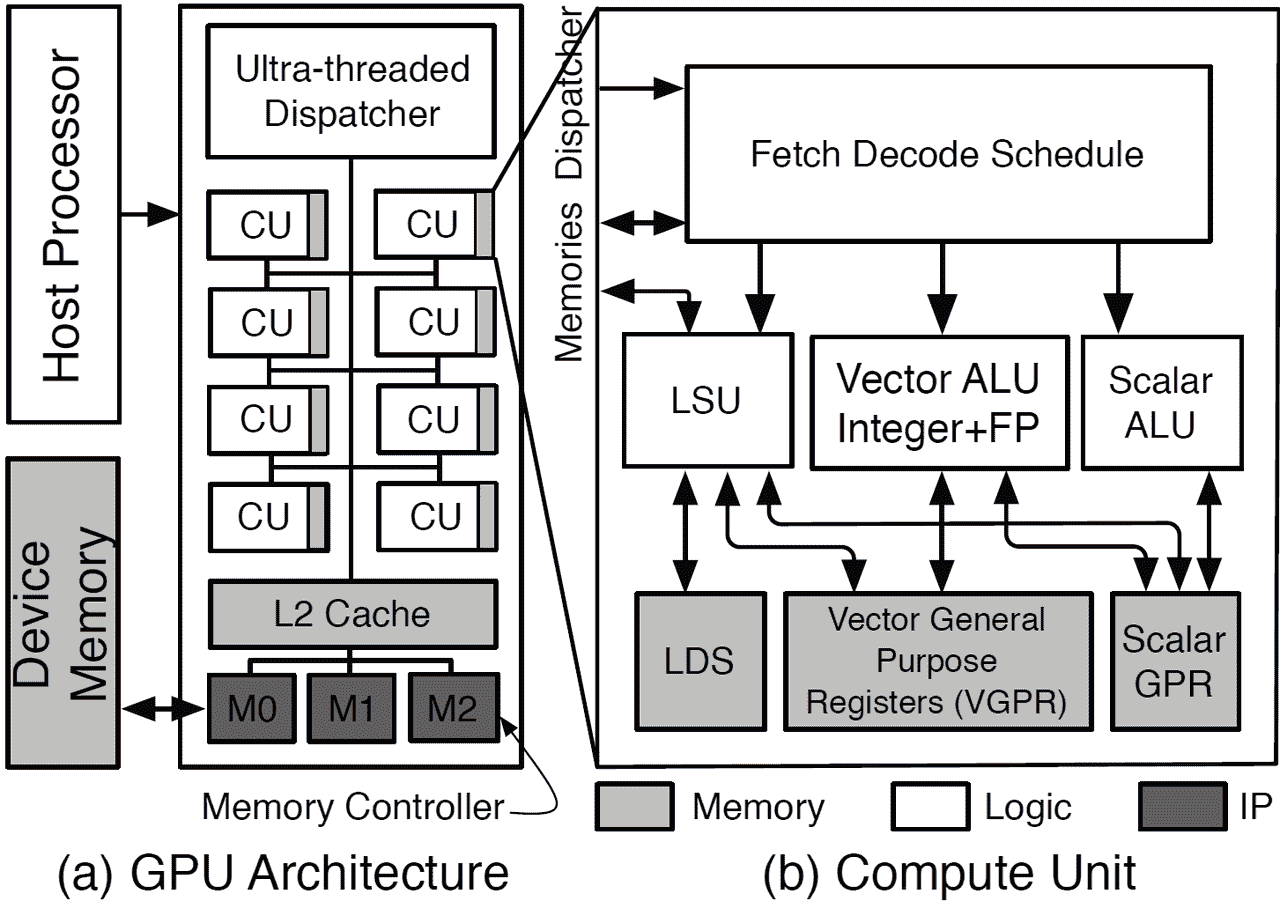 Host Processor
Device
Memory
Ultra-threaded
Dispatcher
CU
CU
CU
CU
CU
CU
CU
CU
L2 Cache
M0
M1
M2
Memory Controller
(a) GPU Architecture
Memories Dispatcher
Fetch Decode Schedule
LSU
Vector ALU
Integer+FP
Scalar
ALU
LDS
Vector General
Purpose
Registers (VGPR)
Scalar
GPR
Memory
Logic
IP
(b) Compute Unit